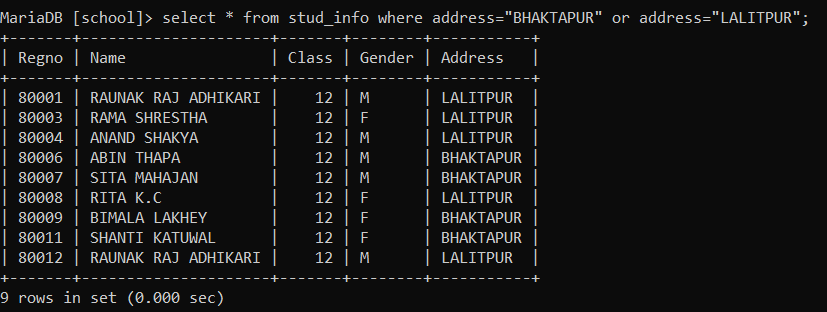 MariaDB [school]> select * from stud_info where address="BHAKTAPUR" or address="LALITPUR";
+-------+----------------------+-------+--------+-----------+
| Regno | Name                 | Class | Gender | Address   |
+-------+----------------------+-------+--------+-----------+
| 80001 | RAUNAK RAJ ADHIKARI |    12 | M      | LALITPUR  |
| 80003 | RAMA SHRESTHA        |    12 | F      | LALITPUR  |
| 80004 | ANAND SHAKYA         |    12 | M      | LALITPUR  |
| 80006 | ABIN THAPA           |    12 | M      | BHAKTAPUR |
| 80007 | SITA MAHAJAN         |    12 | M      | BHAKTAPUR |
| 80008 | RITA K.C             |    12 | F      | LALITPUR  |
| 80009 | BIMALA LAKHEY        |    12 | F      | BHAKTAPUR |
| 80011 | SHANTI KATUWAL       |    12 | F      | BHAKTAPUR |
| 80012 | RAUNAK RAJ ADHIKARI |    12 | M      | LALITPUR  |
+-------+----------------------+-------+--------+-----------+
9 rows in set (0.000 sec)